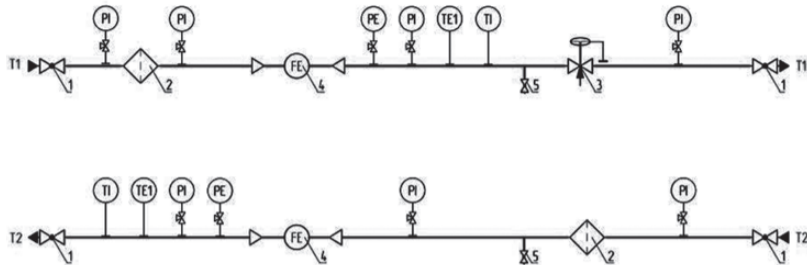 PI PI PE PI TE1 TI PI
T1 FE T1
1 2 4 5 3 1
TI TE1 PI PE PI PI
T2 FE T2
1 4 5 2 1